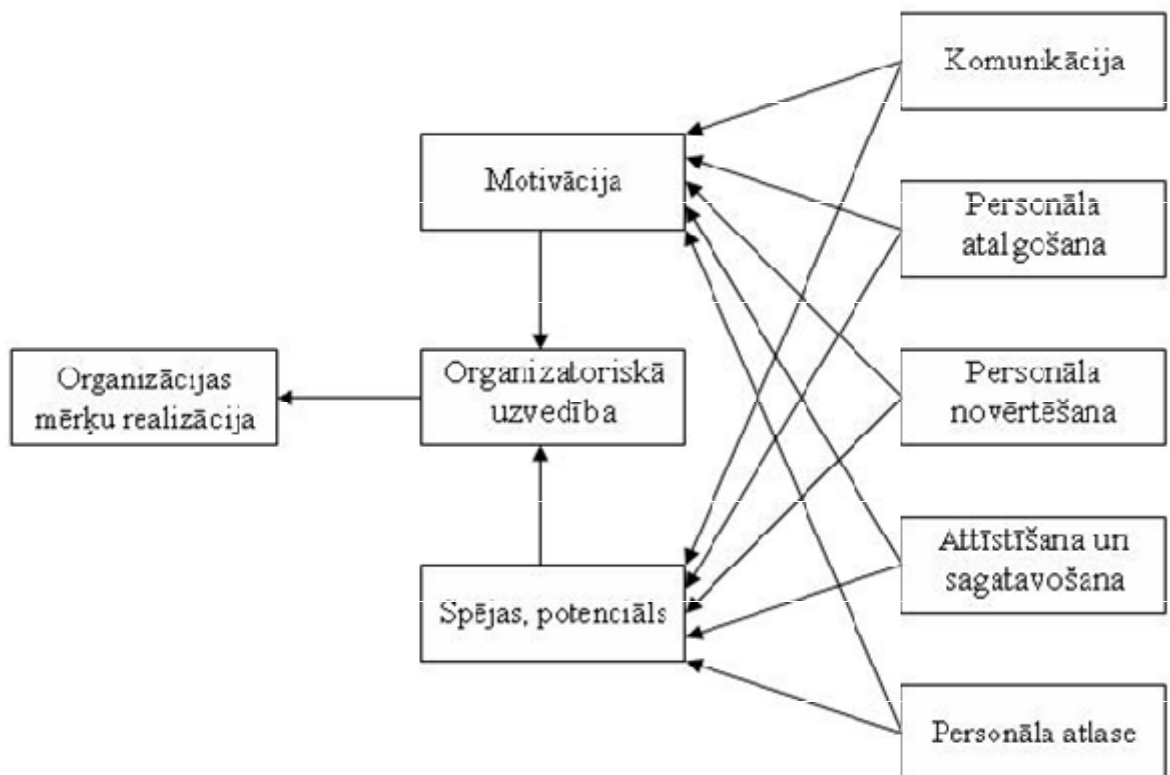 Komunikācija
Motivācija
Personāla
atalgošana
Organizācijas
mērķu realizācija
Organizatoriskā
uzvedība
Personāla
novērtēšana
Spējas, potenciāls
Attīstīšana un
sagatavošana
Personāla atlase